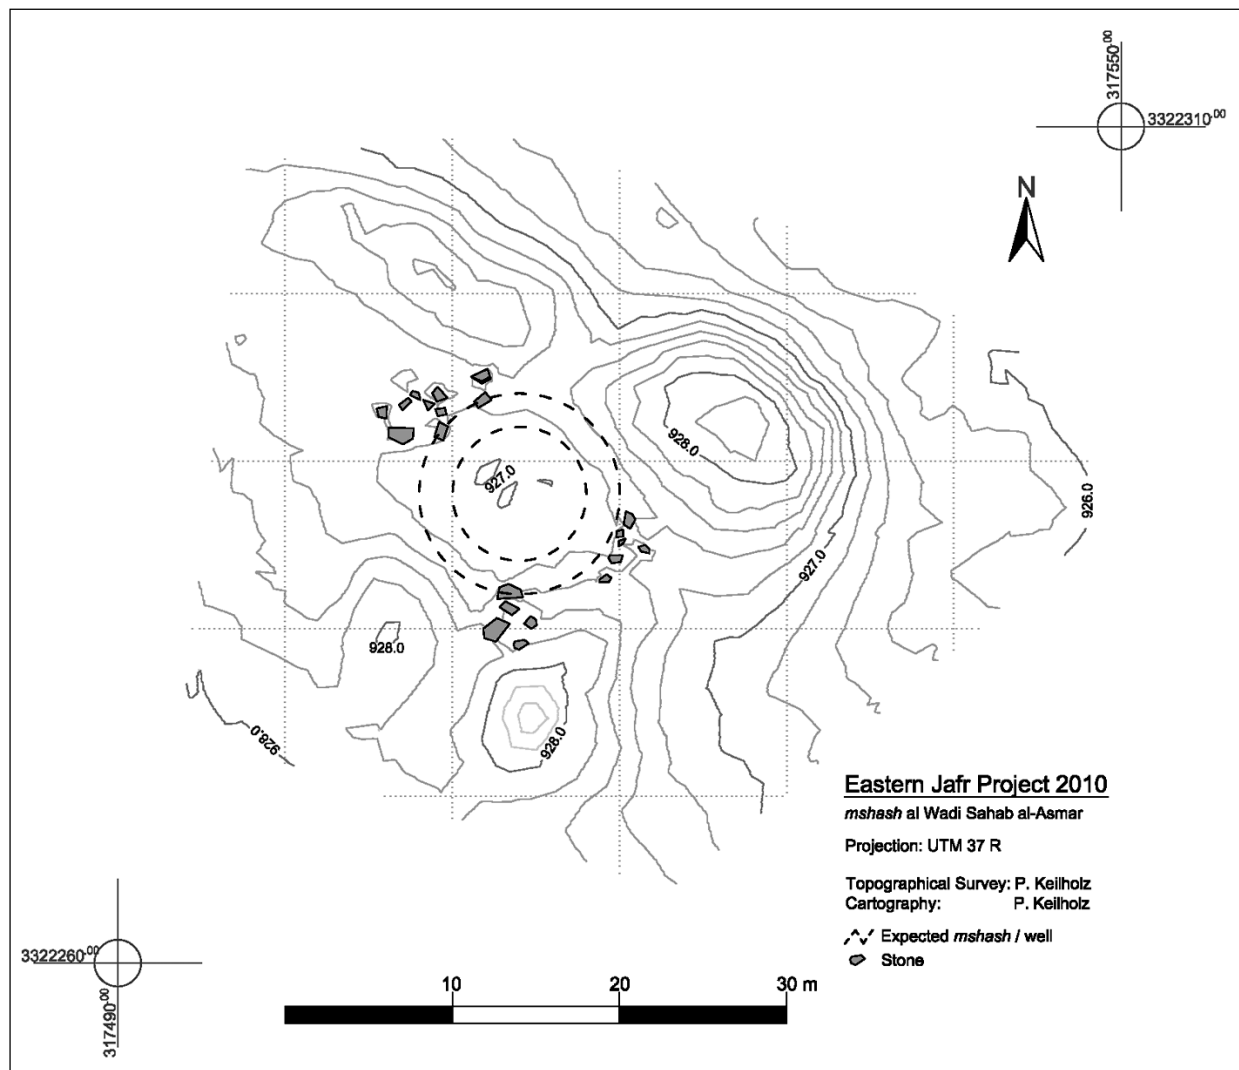 317550.00
3322310.00
N
928.0
927.0
926.0
927.0
928.0
928.0
928.0
Eastern Jafr Project 2010
mshash al Wadi Sahab al-Asmar
Projection: UTM 37 R
Topographical Survey: P. Keilholz
Cartography: P. Keilholz
Expected mshash / well
Stone
3322260.00
317490.00
10 20 30 m